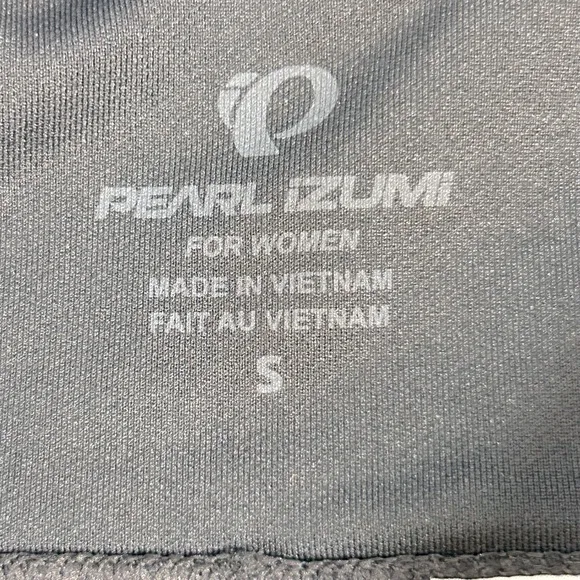 PEARL iZUMi
FOR WOMEN
MADE IN VIETNAM
FAIT AU VIETNAM
S